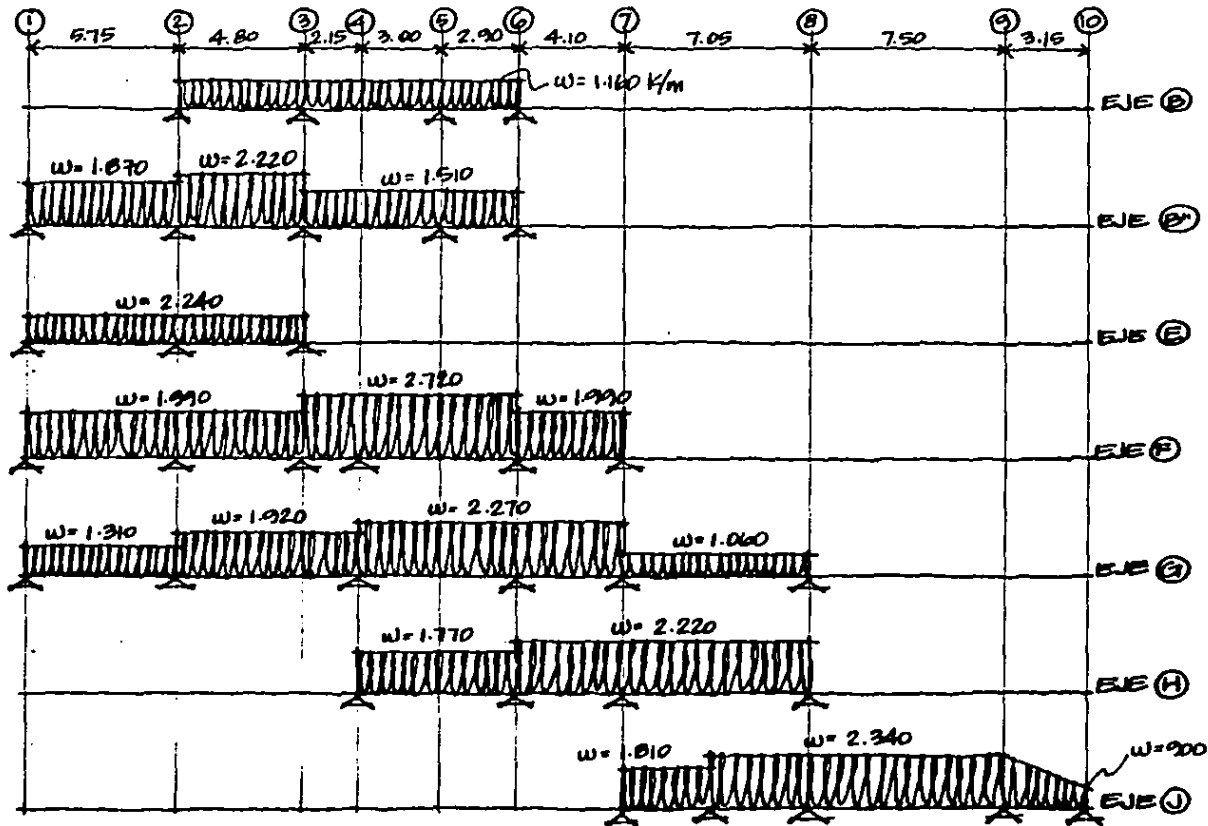 1 2 3 4 5 6 7 8 9 10
5.75 4.80 2.15 3.00 2.90 4.10 7.05 7.50 3.15
w= 1.160 K/m
EJE B
w= 1.870 w= 2.220 w= 1.510
EJE B"
w= 2.240
EJE E
w= 1.990 w= 2.720 w= 1.990
EJE F
w= 1.310 w= 1.920 w= 2.270 w= 1.060
EJE G
w= 1.770 w= 2.220
EJE H
w= 1.810 w= 2.340 w=900
EJE J